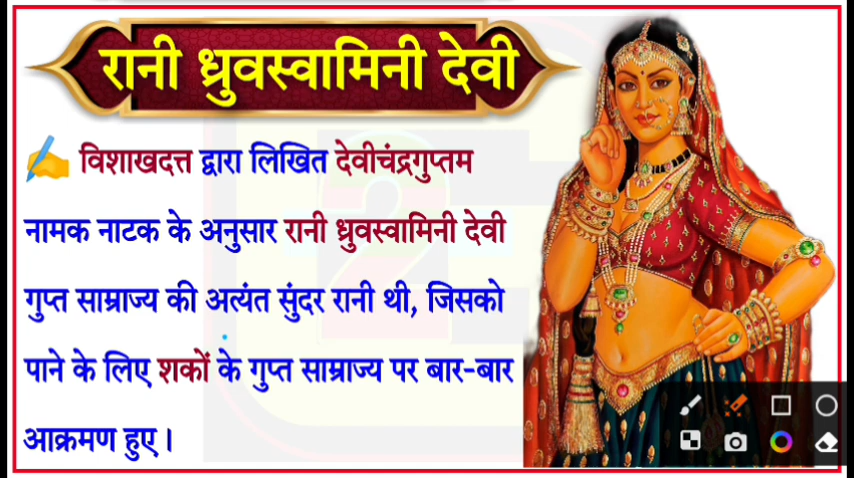 रानी ध्रुवस्वामिनी देवी
✍️ विशाखदत्त द्वारा लिखित देवीचंद्रगुप्तम
नामक नाटक के अनुसार रानी ध्रुवस्वामिनी देवी
गुप्त साम्राज्य की अत्यंत सुंदर रानी थी, जिसको
पाने के लिए शकों के गुप्त साम्राज्य पर बार-बार
आक्रमण हुए।